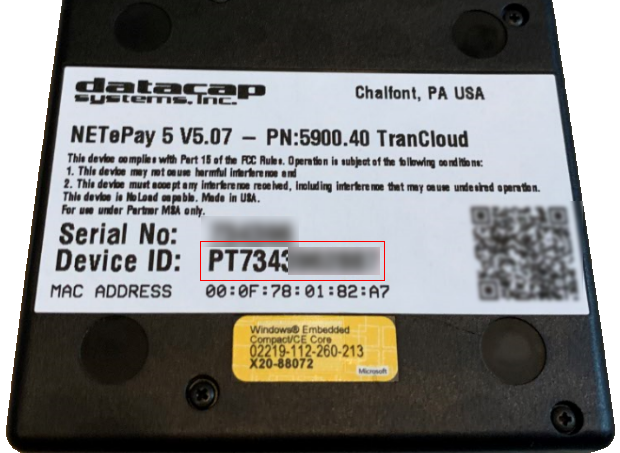 datacap
systems, inc.
Chalfont, PA USA
NETePay 5 V5.07 – PN:5900.40 TranCloud
This device complies with Part 15 of the FCC Rules. Operation is subject of the following conditions:
1. This device may not cause harmful interference and
2. This device must accept any interference received, including interference that may cause undesired operation.
This device is NoLoad capable. Made in USA.
For use under Partner MSA only.
Serial No:
Device ID: PT7343
MAC ADDRESS 00:0F:78:01:82:A7
Windows® Embedded
Compact/CE Core
02219-112-260-213
X20-88072
Microsoft